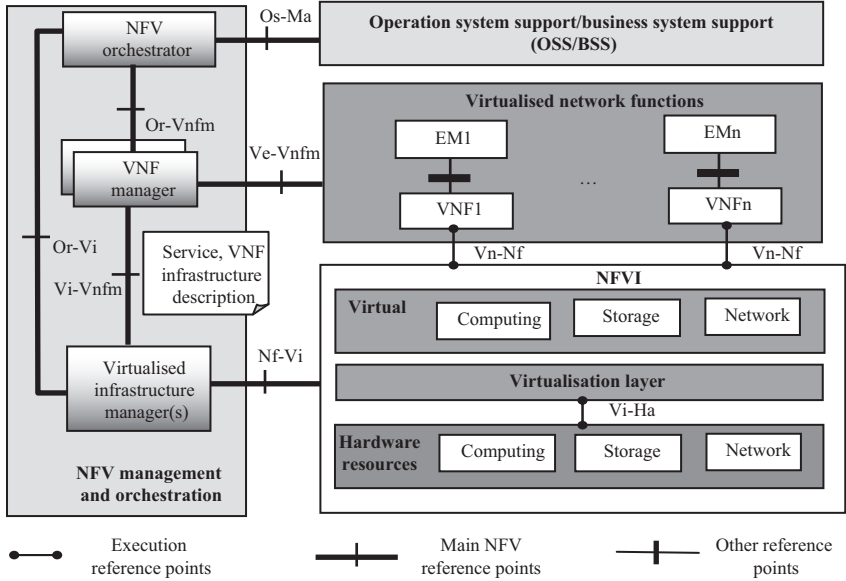 NFV
orchestrator
Os-Ma
Operation system support/business system support
(OSS/BSS)
Or-Vnfm
VNF
manager
Ve-Vnfm
Virtualised network functions
EM1
EMn
...
VNF1
VNFn
Vn-Nf
Vn-Nf
Or-Vi
Vi-Vnfm
Service, VNF
infrastructure
description
NFVI
Virtual
Computing
Storage
Network
Nf-Vi
Virtualised
infrastructure
manager(s)
Virtualisation layer
Vi-Ha
Hardware
resources
Computing
Storage
Network
NFV management
and orchestration
Execution
reference points
Main NFV
reference points
Other reference
points